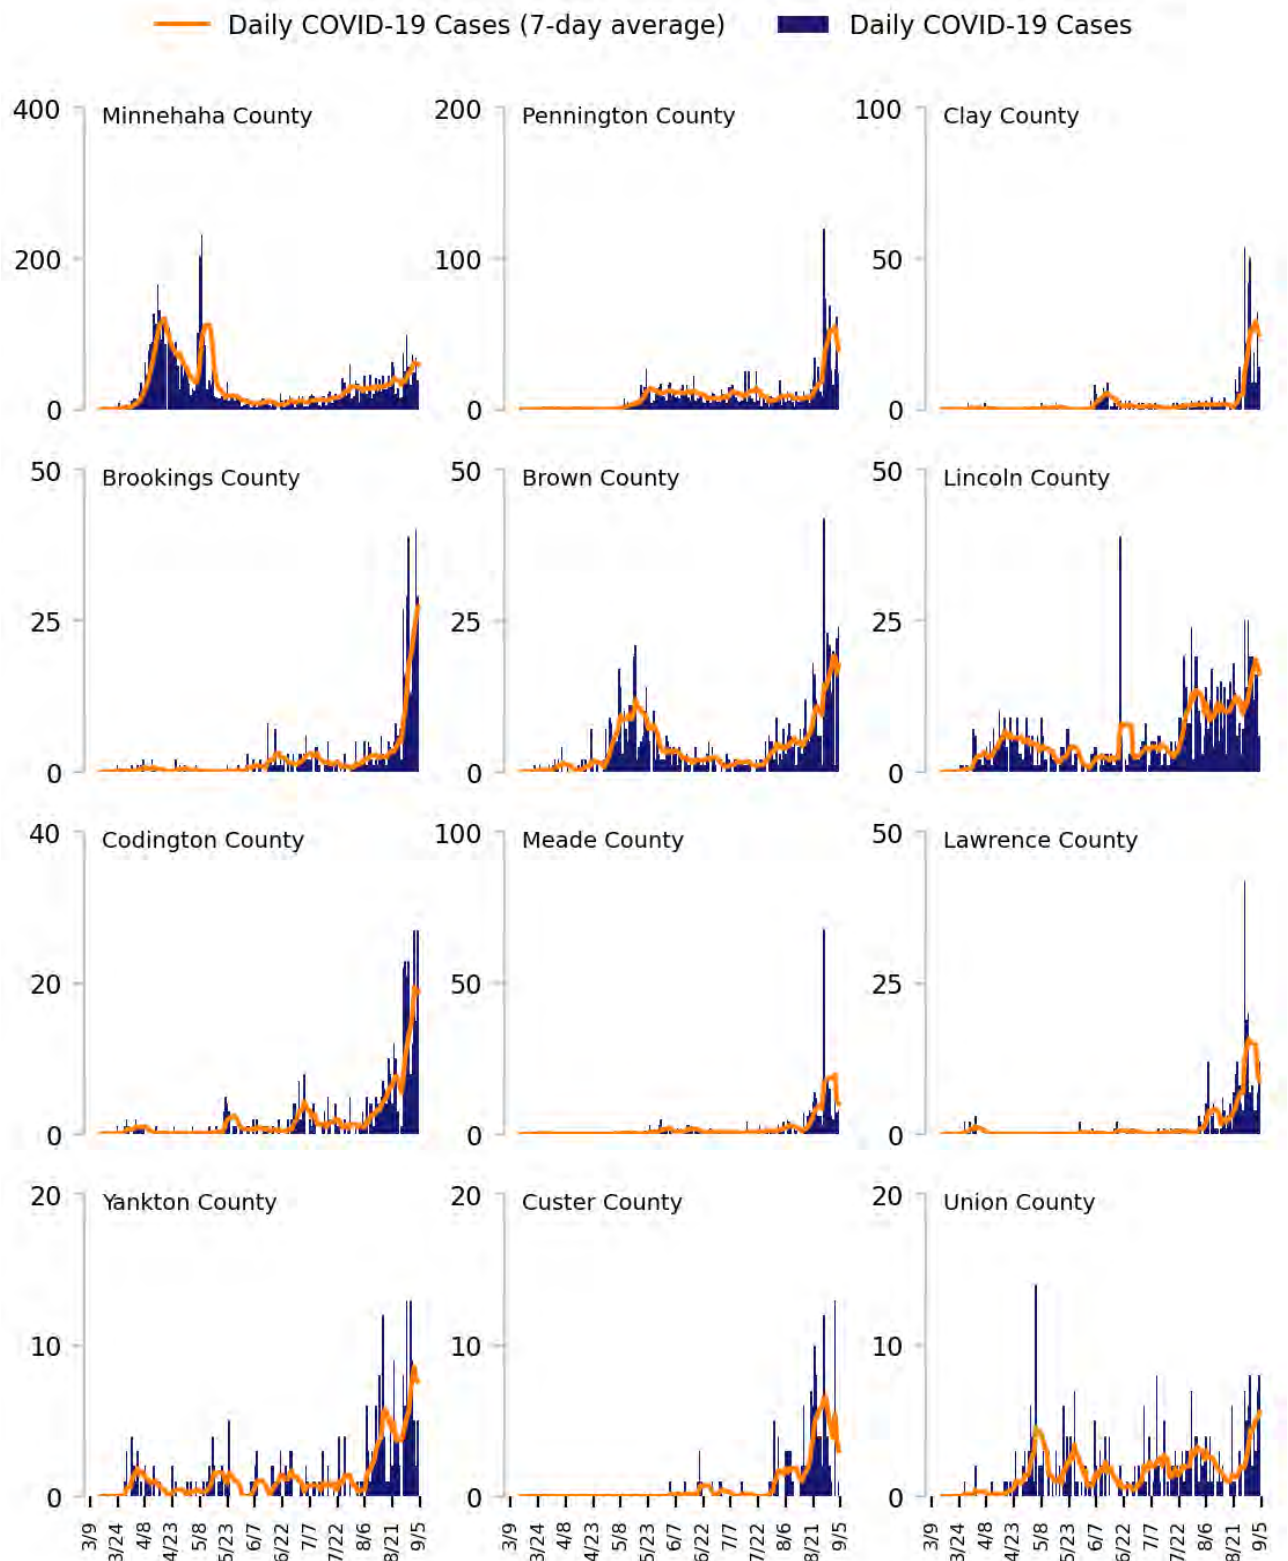 Daily COVID-19 Cases (7-day average) Daily COVID-19 Cases
400 Minnehaha County 200 Pennington County 100 Clay County
200 100 50
0 0 0
50 Brookings County 50 Brown County 50 Lincoln County
25 25 25
0 0 0
40 Codington County 100 Meade County 50 Lawrence County
20 50 25
0 0 0
20 Yankton County 20 Custer County 20 Union County
10 10 10
0 0 0
3/9 3/24 4/8 4/23 5/8 5/23 6/7 6/22 7/7 7/22 8/6 8/21 9/5 3/9 3/24 4/8 4/23 5/8 5/23 6/7 6/22 7/7 7/22 8/6 8/21 9/5 3/9 3/24 4/8 4/23 5/8 5/23 6/7 6/22 7/7 7/22 8/6 8/21 9/5